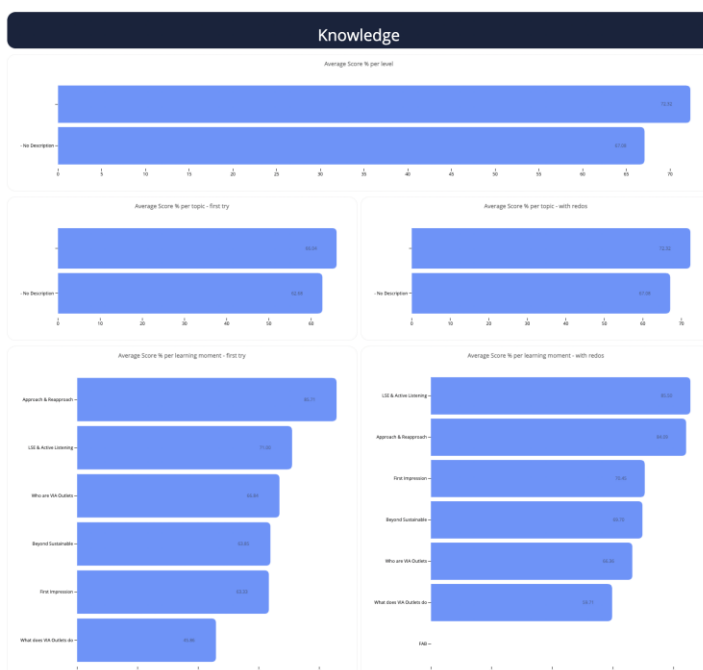 Knowledge
Average Score % per level
- No Description
0 5 10 15 20 25 30 35 40 45 50 55 60 65 70
Average Score % per topic - first try
- No Description
0 10 20 30 40 50 60
Average Score % per topic - with redos
- No Description
0 10 20 30 40 50 60 70
Average Score % per learning moment - first try
Approach & Reapproach
LSE & Active Listening
Who are VIA Outlets
Beyond Sustainable
First Impression
What does VIA Outlets do
Average Score % per learning moment - with redos
LSE & Active Listening
Approach & Reapproach
First Impression
Beyond Sustainable
Who are VIA Outlets
What does VIA Outlets do
FAB